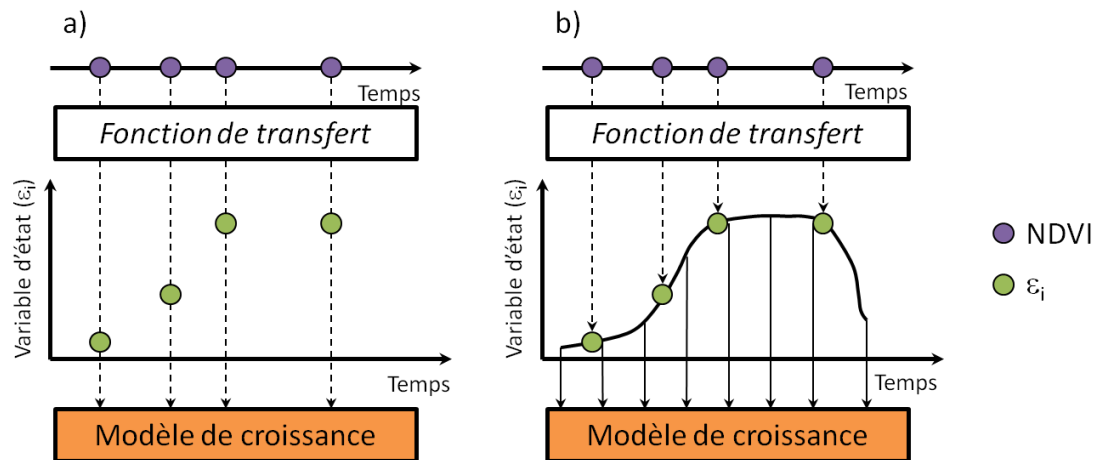 a)
Temps
Fonction de transfert
Variable d'état (εi)
Temps
Modèle de croissance
b)
Temps
Fonction de transfert
Variable d'état (εi)
Temps
Modèle de croissance
NDVI
εi